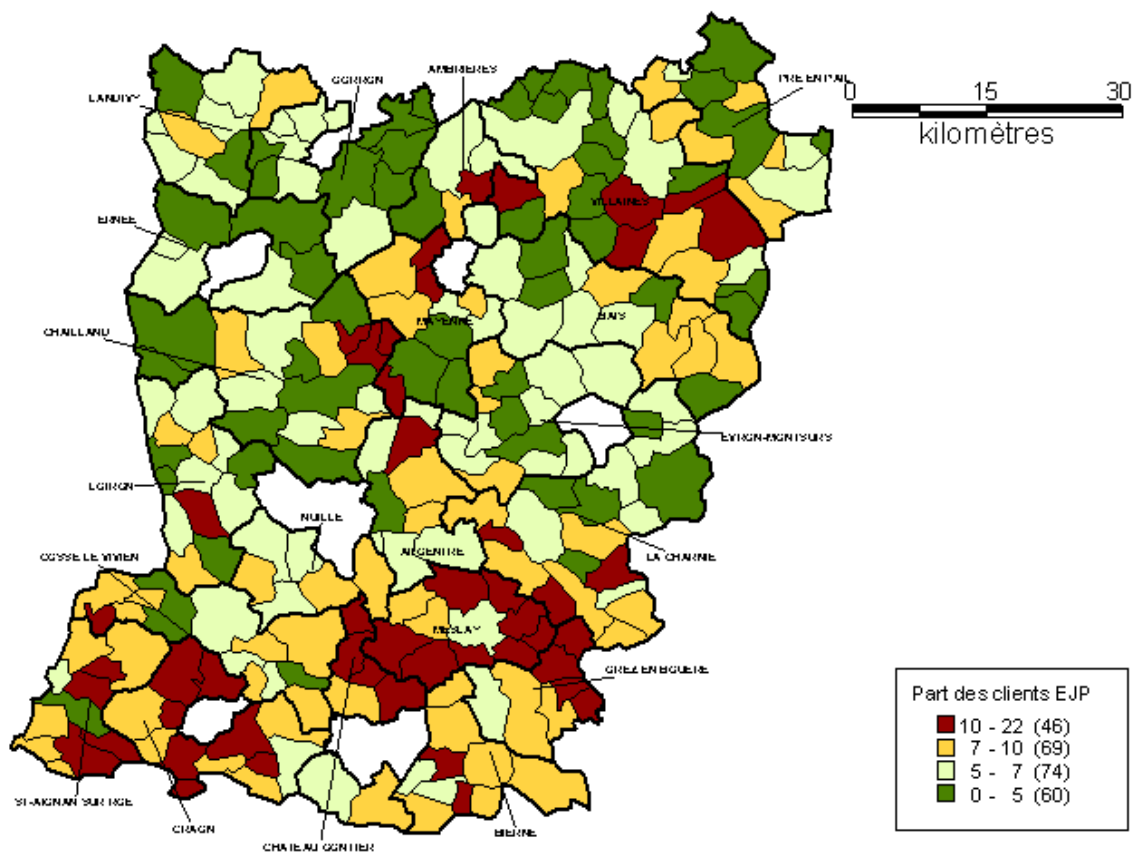 AMBRIERES
GORRON
PRE EN PAIL
LANDIVY
0 15 30
kilomètres
VILLAINES
ERNEE
BAIS
MAYENNE
CHAILLAND
EVRON-MONTSURS
LOIRON
NUILLE
ARGENTRE
LA CHARNIE
COSSE LE VIVIEN
MESLAY
GREZ EN BOUERE
Part des clients EJP
10 - 22 (46)
7 - 10 (69)
5 - 7 (74)
0 - 5 (60)
ST-AIGNAN SUR ROE
CRAON
BIERNE
CHATEAU GONTIER